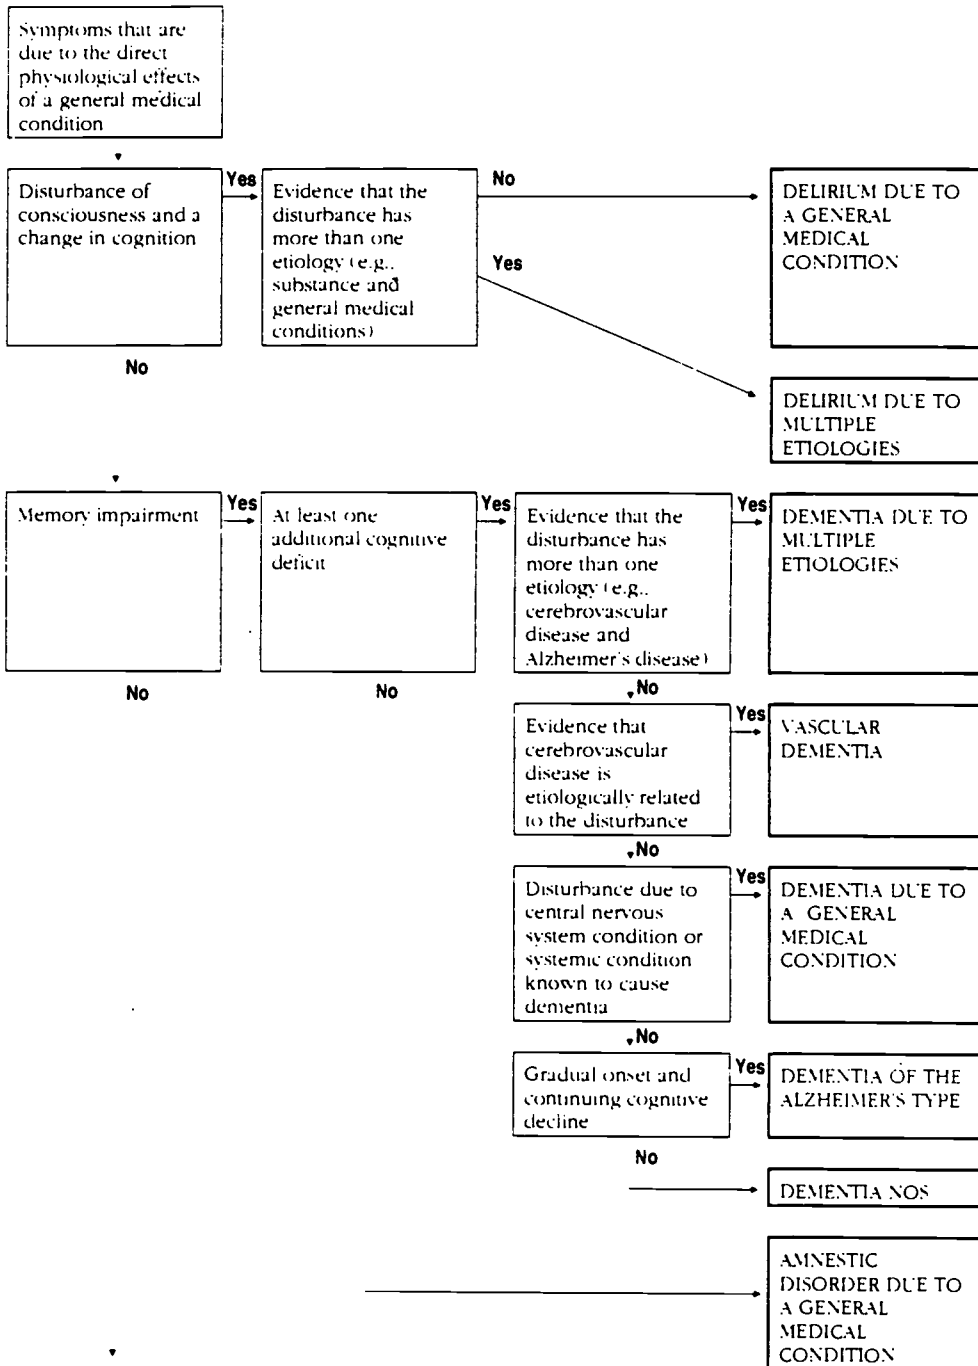 Symptoms that are
due to the direct
physiological effects
of a general medical
condition
Disturbance of
consciousness and a
change in cognition
Yes
Evidence that the
disturbance has
more than one
etiology (e.g.,
substance and
general medical
conditions)
No
DELIRIUM DUE TO
A GENERAL
MEDICAL
CONDITION
Yes
No
DELIRIUM DUE TO
MULTIPLE
ETIOLOGIES
Memory impairment
Yes
At least one
additional cognitive
deficit
Yes
Evidence that the
disturbance has
more than one
etiology (e.g.,
cerebrovascular
disease and
Alzheimer's disease)
Yes
DEMENTIA DUE TO
MULTIPLE
ETIOLOGIES
No
No
No
Evidence that
cerebrovascular
disease is
etiologically related
to the disturbance
Yes
VASCULAR
DEMENTIA
No
Disturbance due to
central nervous
system condition or
systemic condition
known to cause
dementia
Yes
DEMENTIA DUE TO
A GENERAL
MEDICAL
CONDITION
No
Gradual onset and
continuing cognitive
decline
Yes
DEMENTIA OF THE
ALZHEIMER'S TYPE
No
DEMENTIA NOS
AMNESTIC
DISORDER DUE TO
A GENERAL
MEDICAL
CONDITION